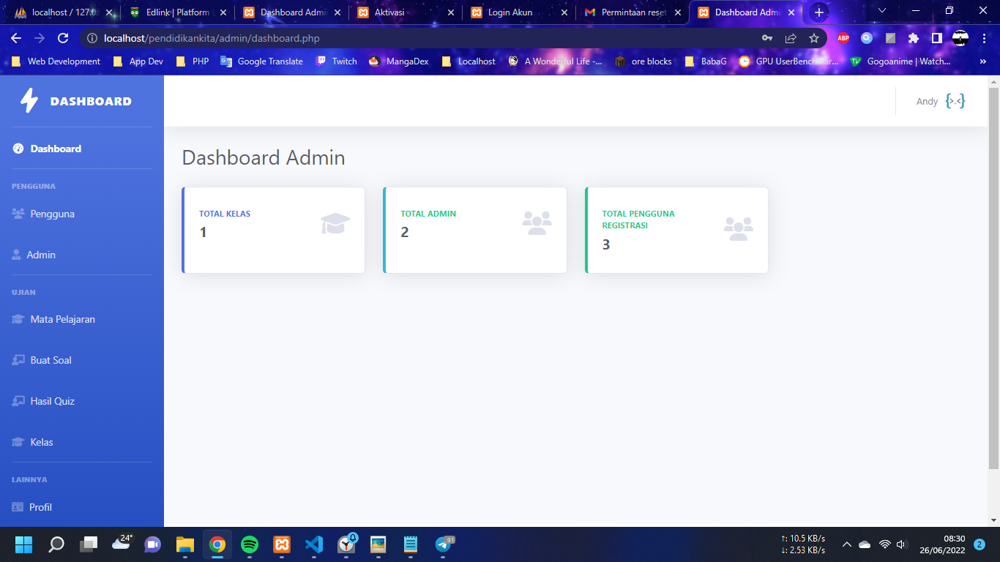 localhost / 127.0
Edlink | Platform
Dashboard Admi
Aktivasi
Login Akun
Permintaan reset
Dashboard Admi
localhost/pendidikankita/admin/dashboard.php
ABP
Web Development
App Dev
PHP
Google Translate
Twitch
MangaDex
Localhost
A Wonderful Life -...
ore blocks
BabaG
GPU UserBenchmar...
Gogoanime | Watch...
DASHBOARD
Andy {>.<}
Dashboard
PENGGUNA
Pengguna
Admin
UJIAN
Mata Pelajaran
Buat Soal
Hasil Quiz
Kelas
LAINNYA
Profil
Dashboard Admin
TOTAL KELAS
1
TOTAL ADMIN
2
TOTAL PENGGUNA
REGISTRASI
3
24°
91
↑: 10.5 KB/s
↓: 2.53 KB/s
08:30
26/06/2022
2